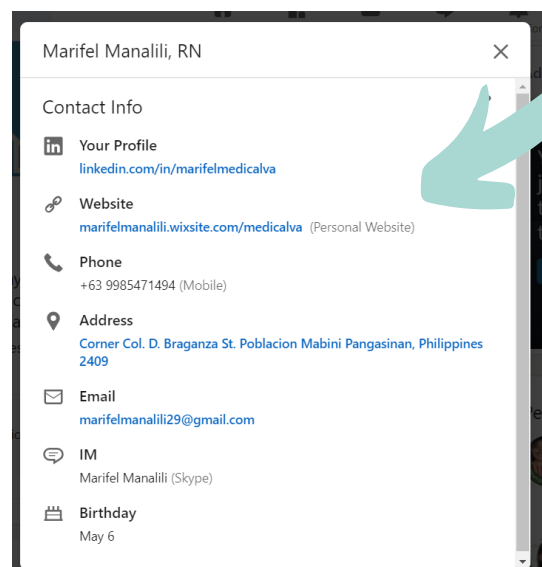 Marifel Manalili, RN
Contact Info
Your Profile
linkedin.com/in/marifelmedicalva
Website
marifelmanalili.wixsite.com/medicalva (Personal Website)
Phone
+63 9985471494 (Mobile)
Address
Corner Col. D. Braganza St. Poblacion Mabini Pangasinan, Philippines
2409
Email
marifelmanalili29@gmail.com
IM
Marifel Manalili (Skype)
Birthday
May 6